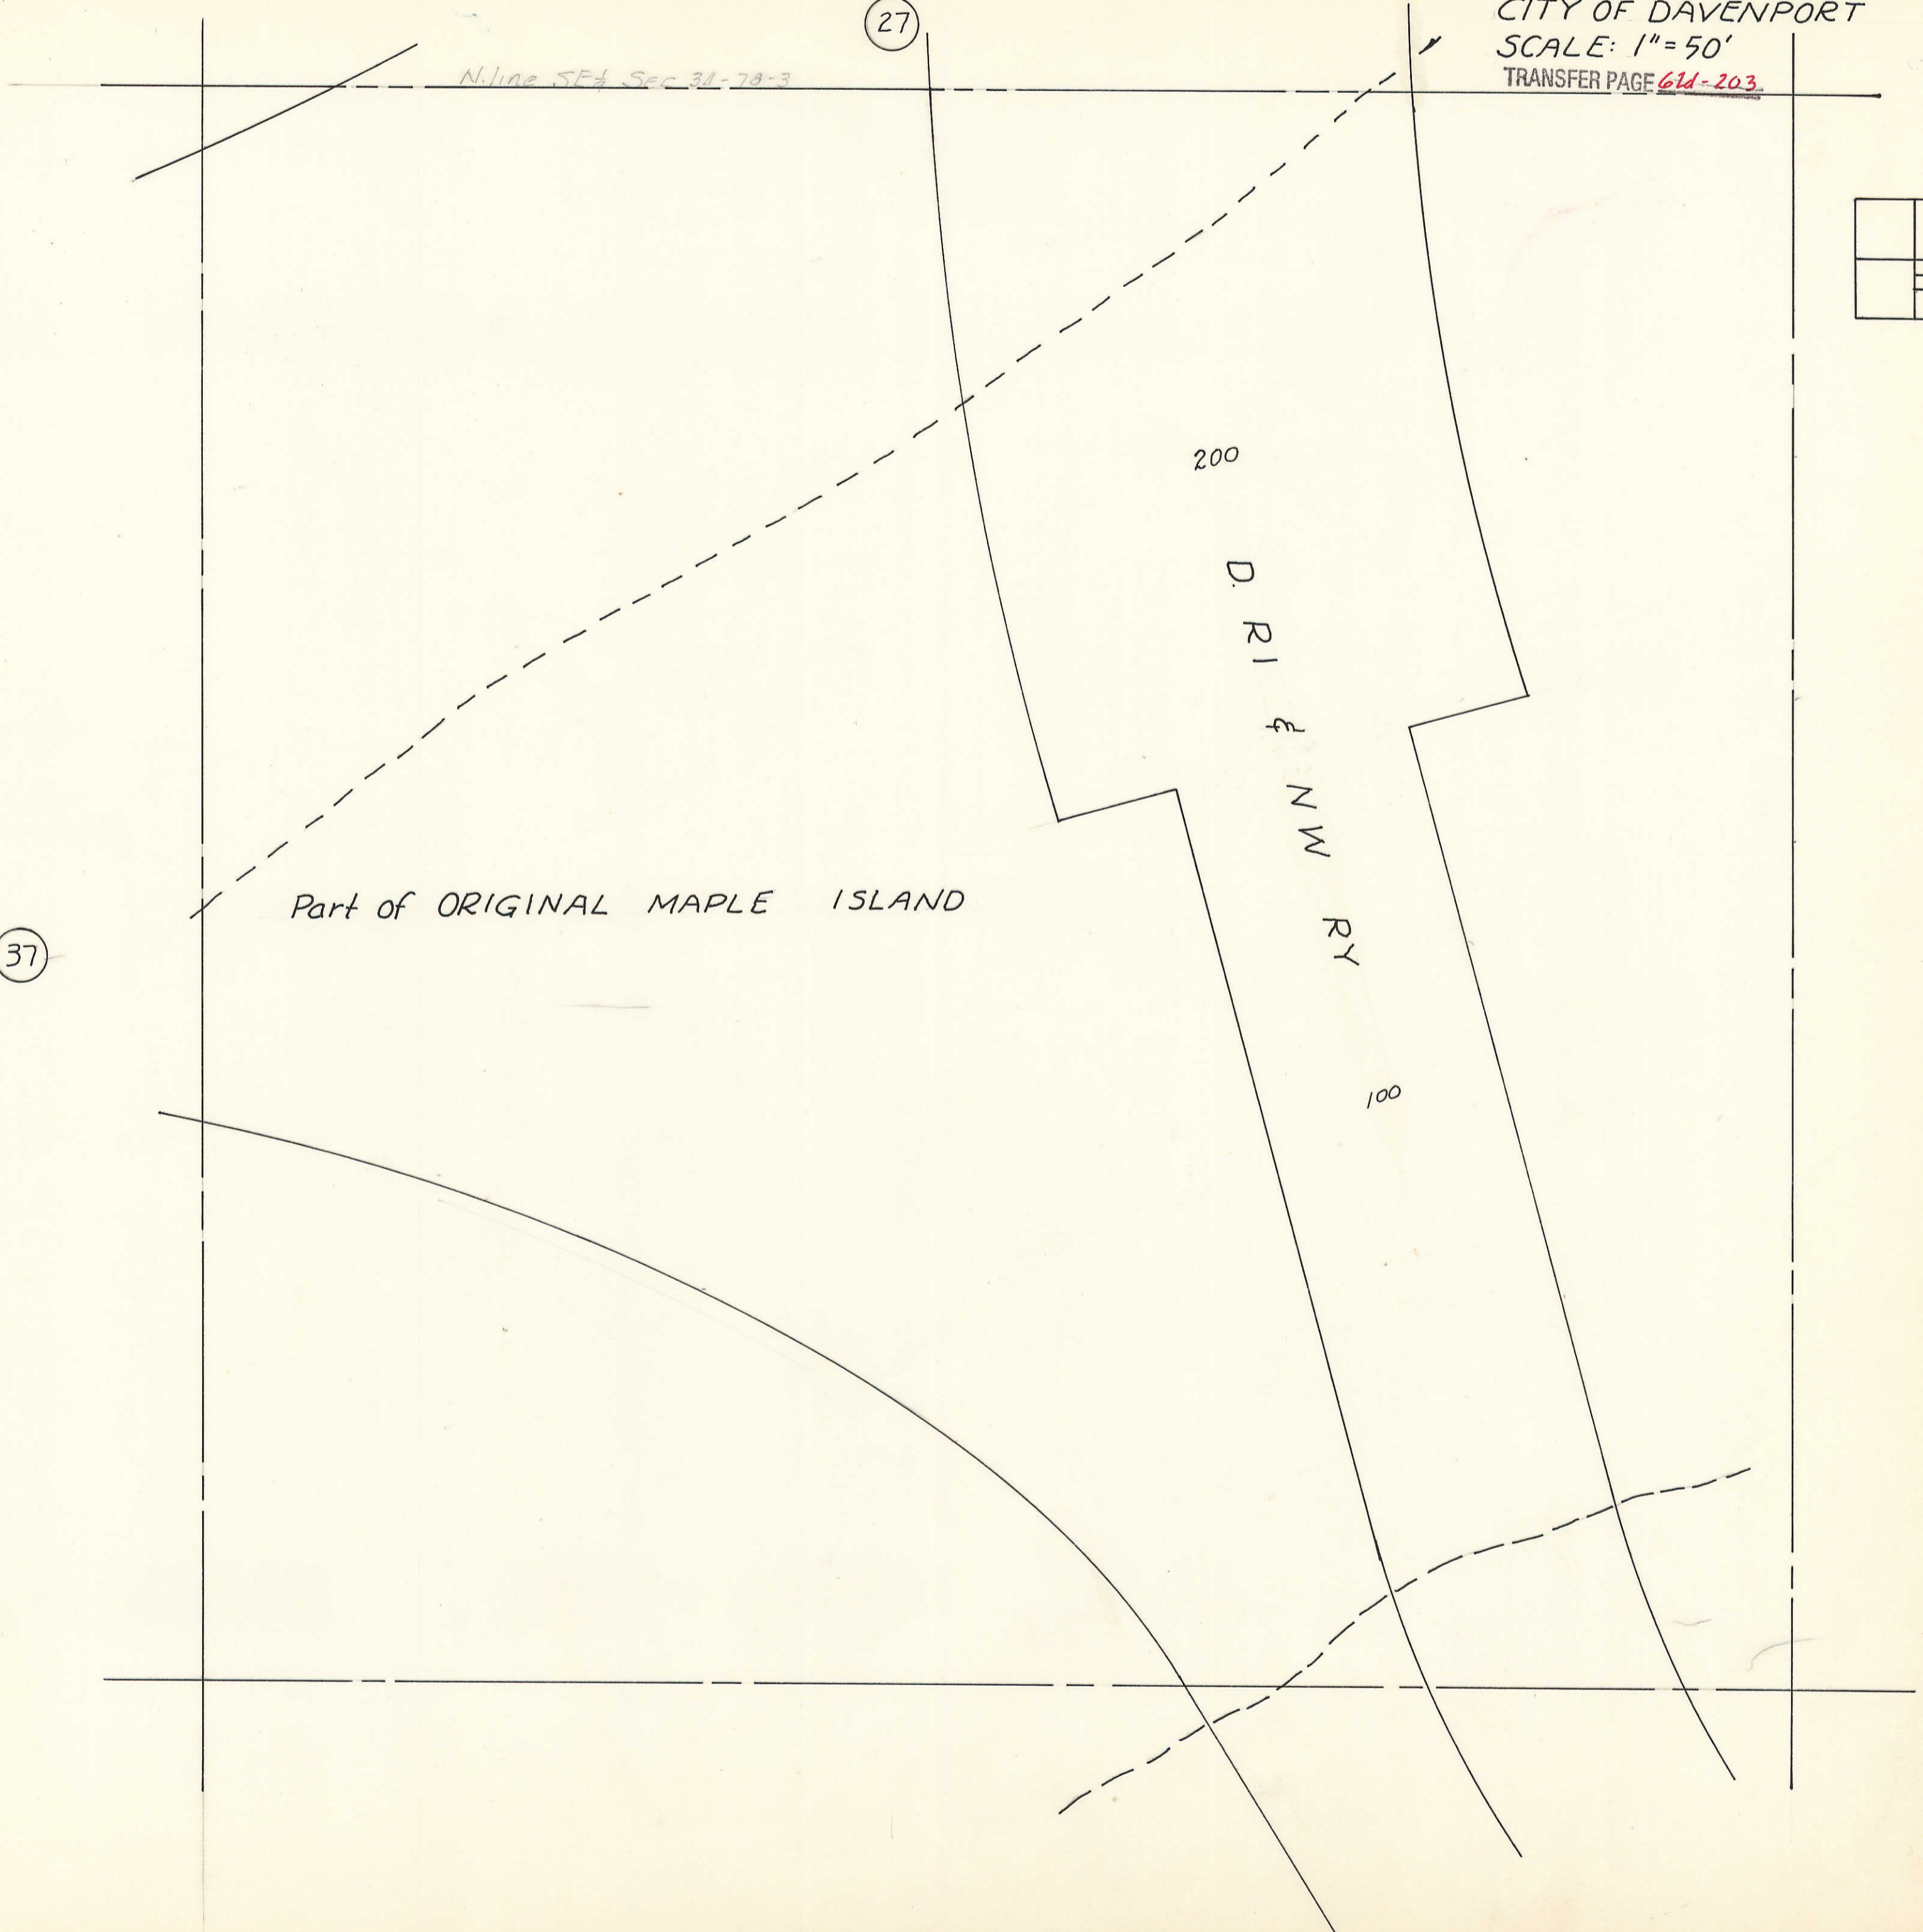 27
CITY OF DAVENPORT
SCALE: 1"=50'
TRANSFER PAGE 61d-203
N. line SE¼ Sec 31-78-3
200
D. RI & NW RY
Part of ORIGINAL MAPLE ISLAND
37
100